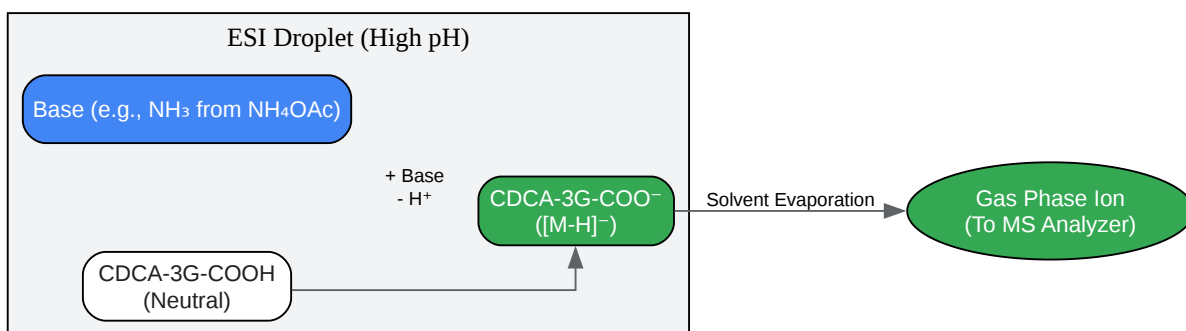 ESI Droplet (High pH)
Base (e.g., NH₃ from NH₄OAc)
+ Base
- H⁺
CDCA-3G-COO⁻
([M-H]⁻)
Solvent Evaporation
Gas Phase Ion
(To MS Analyzer)
CDCA-3G-COOH
(Neutral)